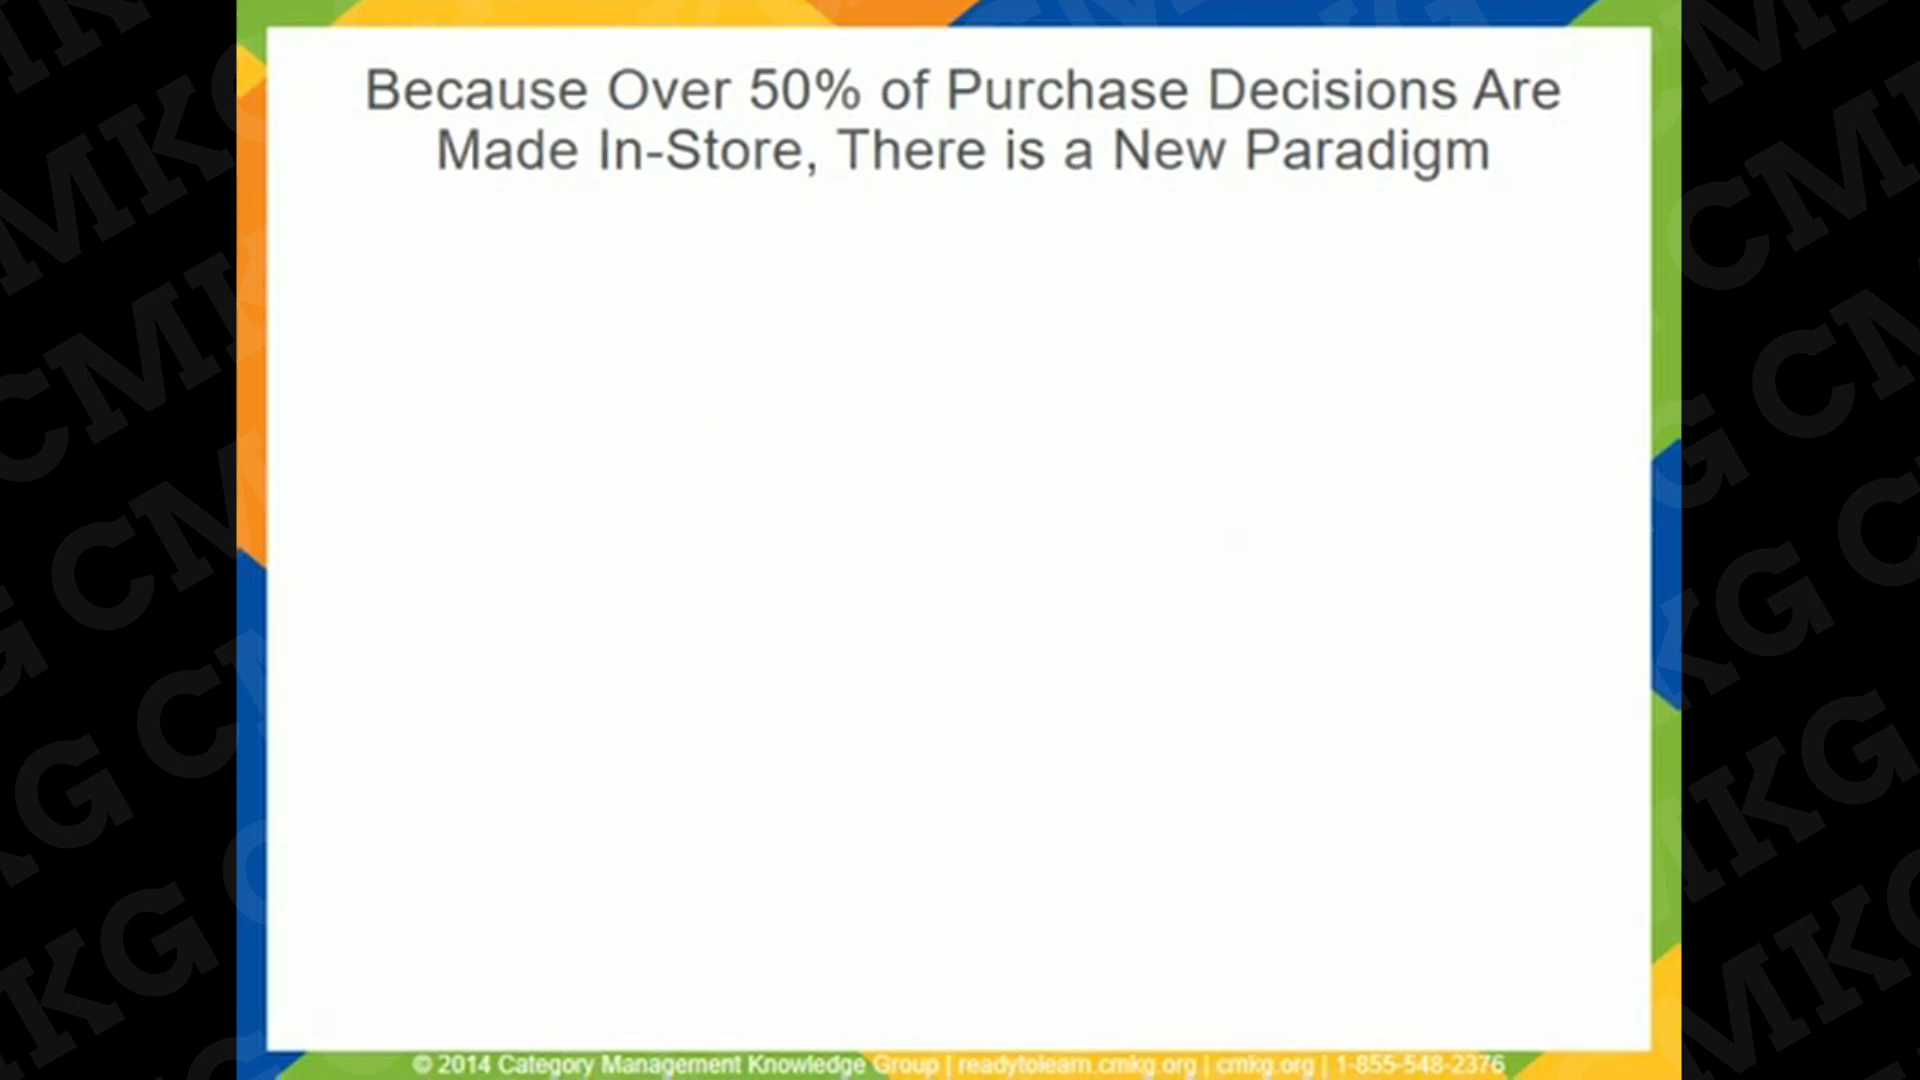 Because Over 50% of Purchase Decisions Are
Made In-Store, There is a New Paradigm
© 2014 Category Management Knowledge Group | readytolearn.cmkg.org | cmkg.org | 1-855-548-2376